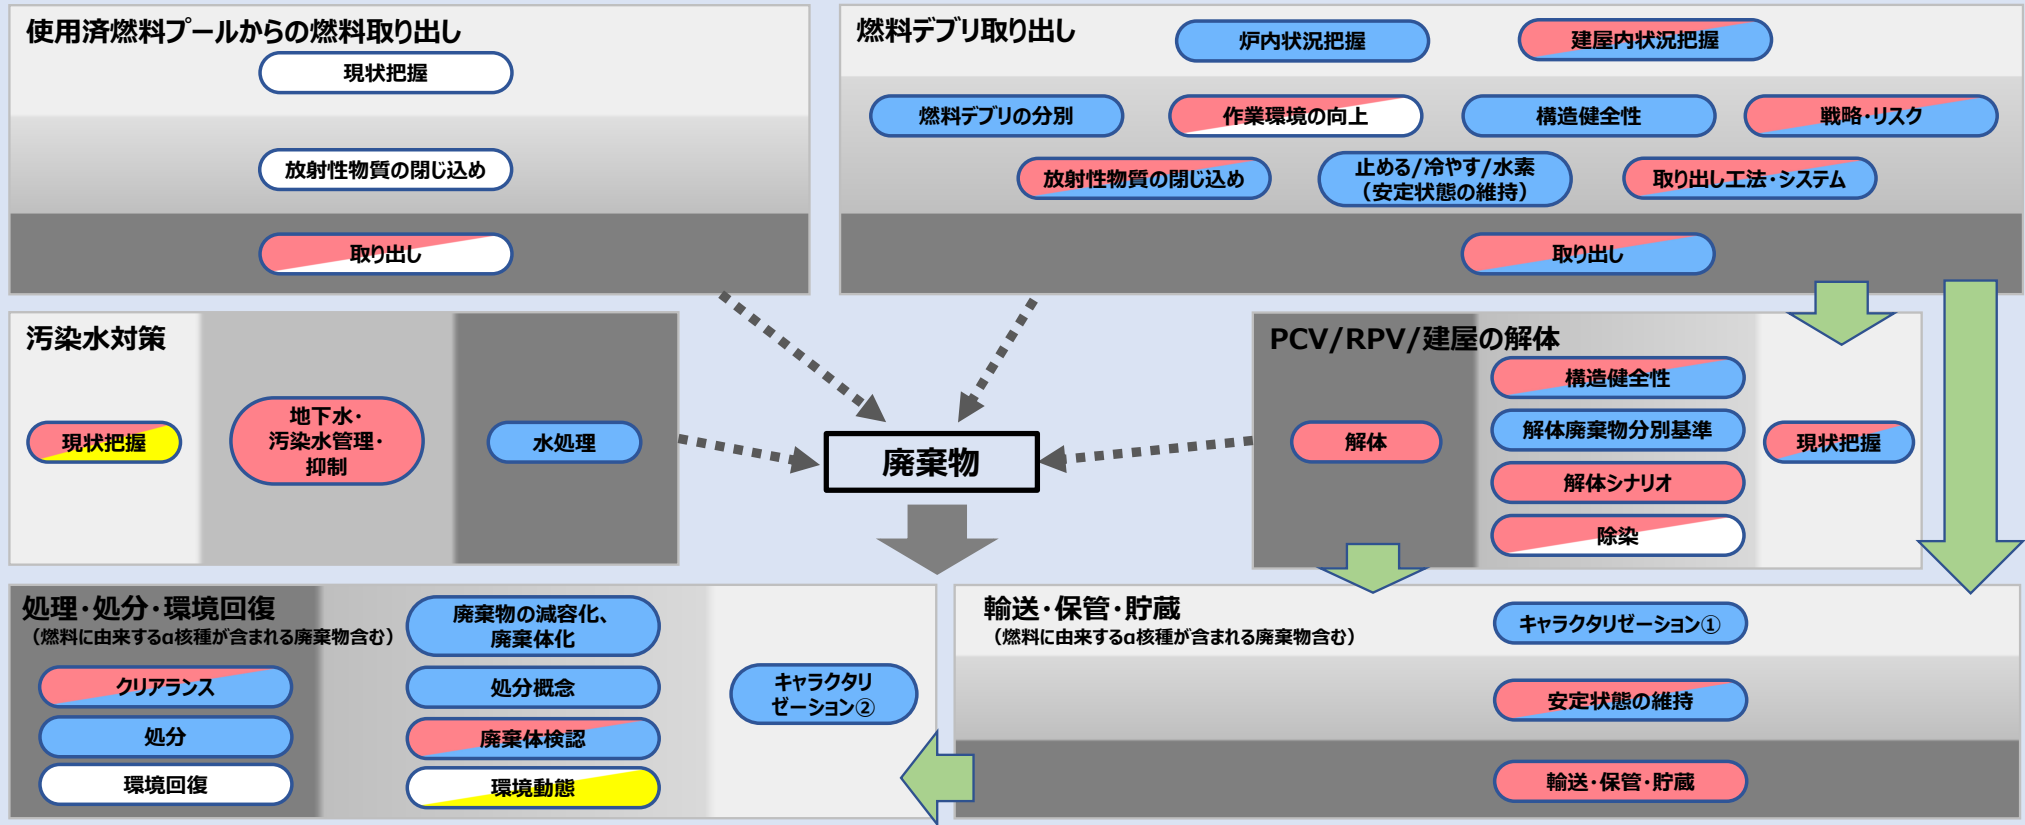 使用済燃料プールからの燃料取り出し
現状把握
放射性物質の閉じ込め
取り出し
燃料デブリ取り出し
炉内状況把握
建屋内状況把握
燃料デブリの分別
作業環境の向上
構造健全性
戦略・リスク
放射性物質の閉じ込め
止める/冷やす/水素
（安定状態の維持）
取り出し工法・システム
取り出し
汚染水対策
現状把握
地下水・
汚染水管理・
抑制
水処理
廃棄物
PCV/RPV/建屋の解体
解体
構造健全性
解体廃棄物分別基準
解体シナリオ
除染
現状把握
処理・処分・環境回復
（燃料に由来するα核種が含まれる廃棄物含む）
クリアランス
処分
環境回復
廃棄物の減容化、
廃棄体化
処分概念
廃棄体検認
環境動態
キャラクタリ
ゼーション②
輸送・保管・貯蔵
（燃料に由来するα核種が含まれる廃棄物含む）
キャラクタリゼーション①
安定状態の維持
輸送・保管・貯蔵